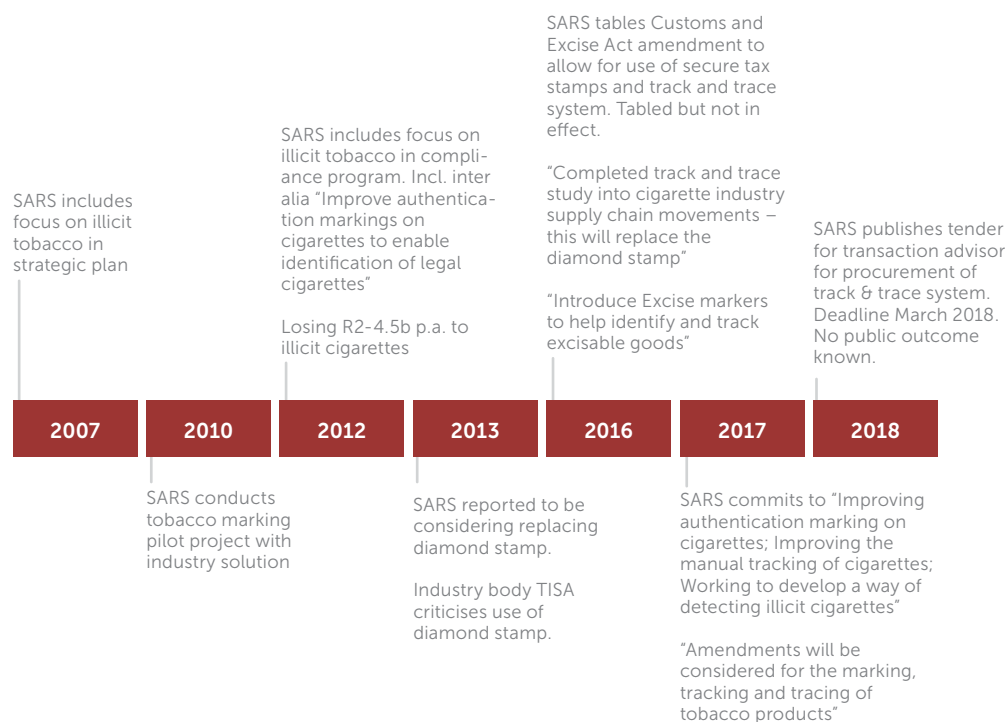 SARS includes
focus on illicit
tobacco in
strategic plan
SARS includes focus on
illicit tobacco in compli-
ance program. Incl. inter
alia “Improve authentica-
tion markings on
cigarettes to enable
identification of legal
cigarettes”
Losing R2-4.5b p.a. to
illicit cigarettes
SARS tables Customs and
Excise Act amendment to
allow for use of secure tax
stamps and track and trace
system. Tabled but not in
effect.
“Completed track and trace
study into cigarette industry
supply chain movements –
this will replace the
diamond stamp”
“Introduce Excise markers
to help identify and track
excisable goods”
SARS publishes tender
for transaction advisor
for procurement of
track & trace system.
Deadline March 2018.
No public outcome
known.
2007 2010 2012 2013 2016 2017 2018
SARS conducts
tobacco marking
pilot project with
industry solution
SARS reported to be
considering replacing
diamond stamp.
Industry body TISA
criticises use of
diamond stamp.
SARS commits to “Improving
authentication marking on
cigarettes; Improving the
manual tracking of cigarettes;
Working to develop a way of
detecting illicit cigarettes”
“Amendments will be
considered for the marking,
tracking and tracing of
tobacco products”